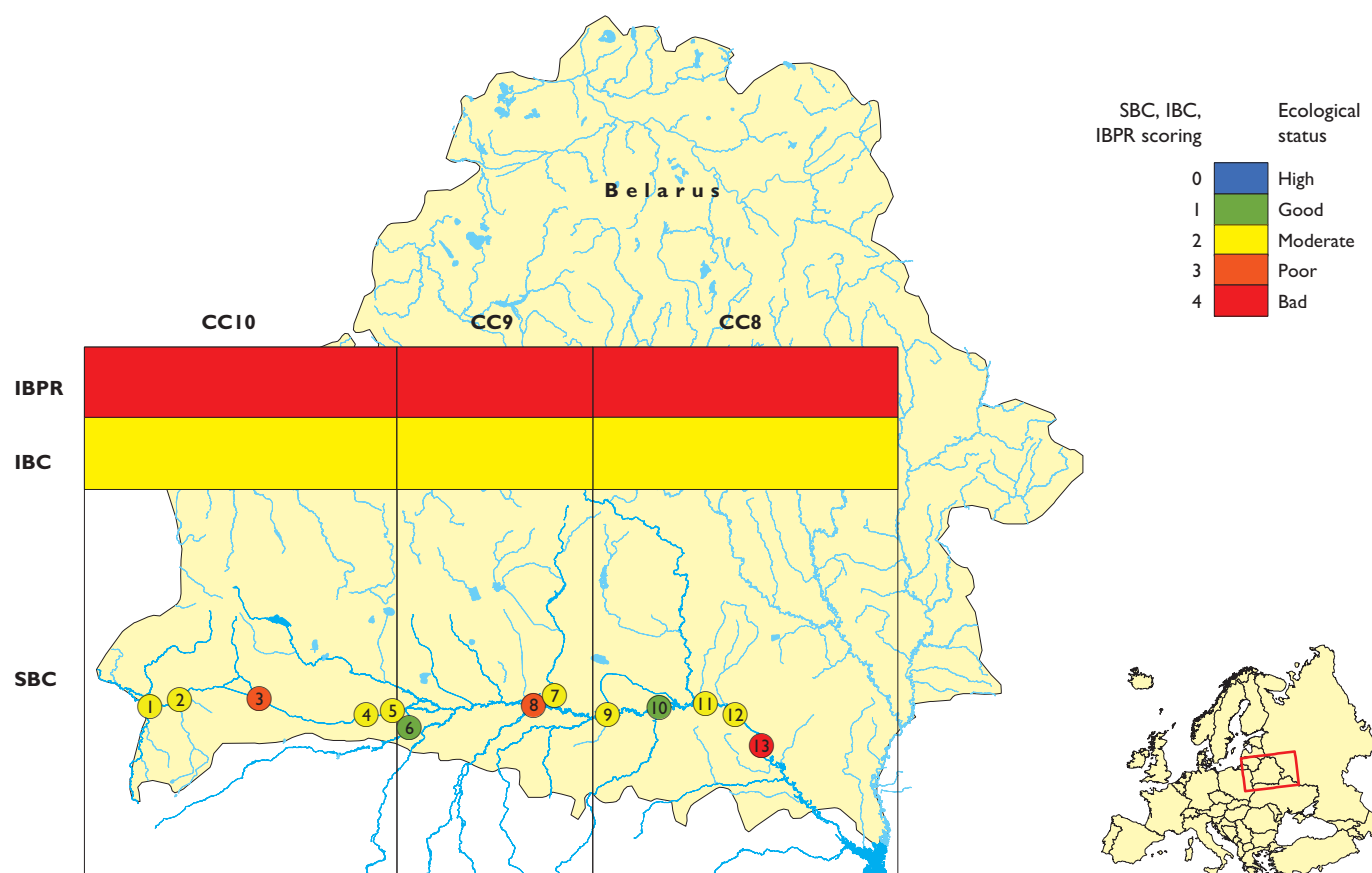 SBC, IBC,
IBPR scoring
Ecological
status
0 High
1 Good
2 Moderate
3 Poor
4 Bad
Belarus
CC10 CC9 CC8
IBPR
IBC
SBC
1
2
3
4
5
6
7
8
9
10
11
12
13